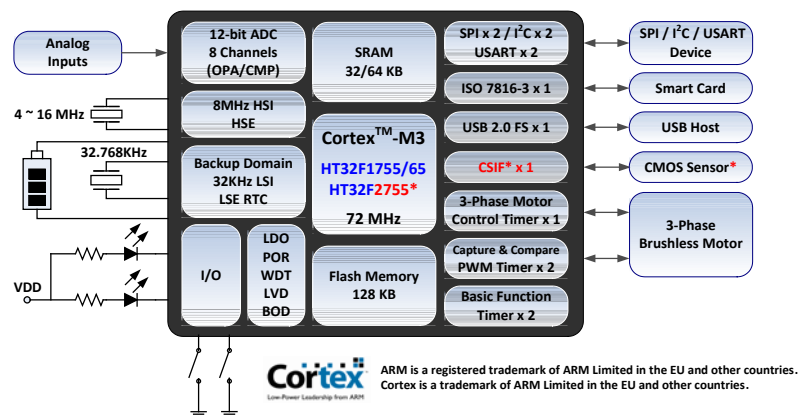 Analog
Inputs
4 ~ 16 MHz
32.768KHz
VDD
12-bit ADC
8 Channels
(OPA/CMP)
8MHz HSI
HSE
Backup Domain
32KHz LSI
LSE RTC
I/O
LDO
POR
WDT
LVD
BOD
SRAM
32/64 KB
Cortex™-M3
HT32F1755/65
HT32F2755*
72 MHz
Flash Memory
128 KB
SPI x 2 / I²C x 2
USART x 2
ISO 7816-3 x 1
USB 2.0 FS x 1
CSIF* x 1
3-Phase Motor
Control Timer x 1
Capture & Compare
PWM Timer x 2
Basic Function
Timer x 2
SPI / I²C / USART
Device
Smart Card
USB Host
CMOS Sensor*
3-Phase
Brushless Motor
Cortex
Low-Power Leadership from ARM
ARM is a registered trademark of ARM Limited in the EU and other countries.
Cortex is a trademark of ARM Limited in the EU and other countries.